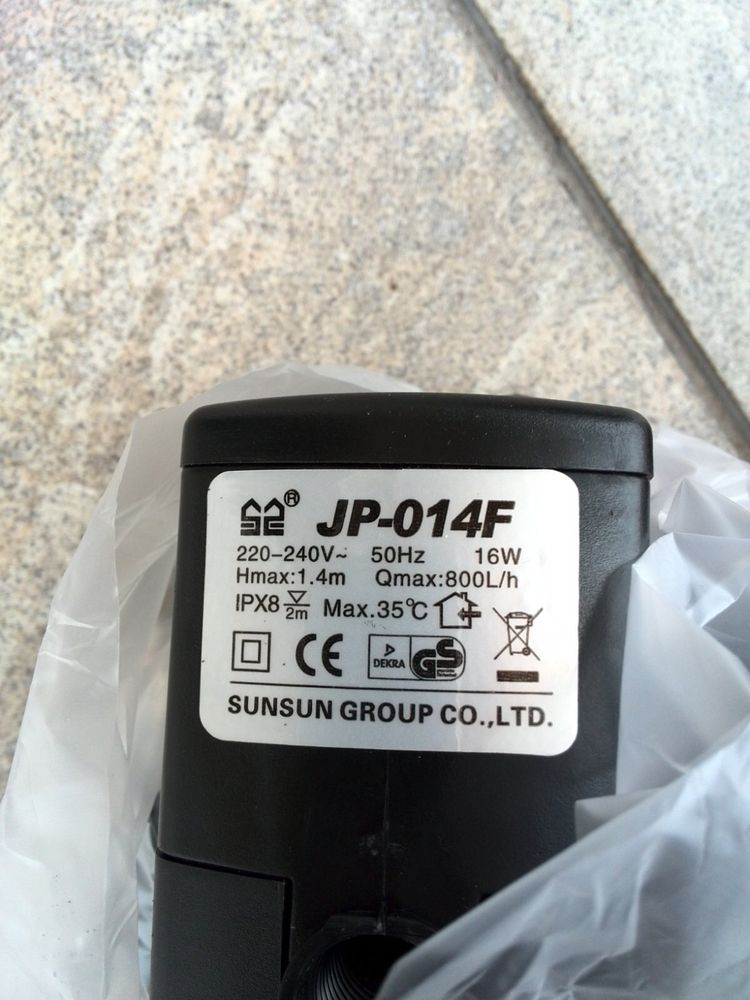 ® JP-014F
220-240V~ 50Hz 16W
Hmax:1.4m Qmax:800L/h
IPX8 2m Max.35℃
CE DEKRA GS
SUNSUN GROUP CO.,LTD.